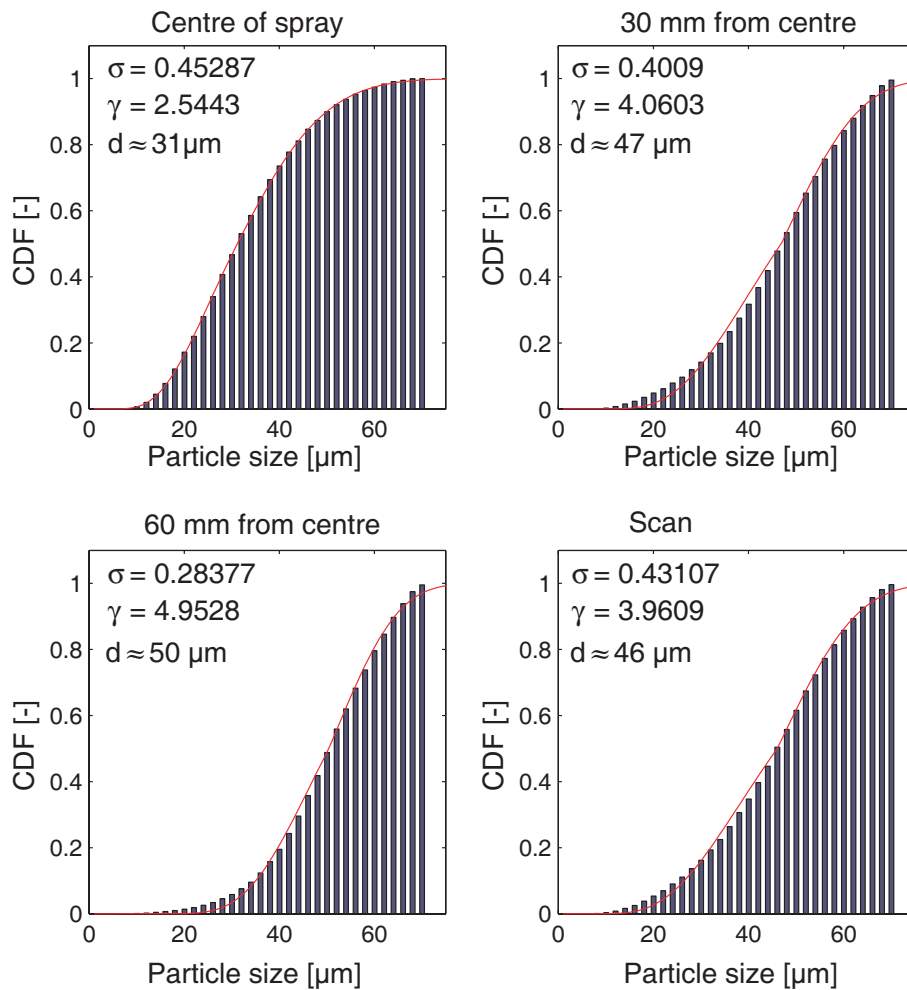 Centre of spray
σ = 0.45287
γ = 2.5443
d ≈ 31µm
CDF [-]
1
0.8
0.6
0.4
0.2
0
0 20 40 60
Particle size [µm]
30 mm from centre
σ = 0.4009
γ = 4.0603
d ≈ 47 µm
CDF [-]
1
0.8
0.6
0.4
0.2
0
0 20 40 60
Particle size [µm]
60 mm from centre
σ = 0.28377
γ = 4.9528
d ≈ 50 µm
CDF [-]
1
0.8
0.6
0.4
0.2
0
0 20 40 60
Particle size [µm]
Scan
σ = 0.43107
γ = 3.9609
d ≈ 46 µm
CDF [-]
1
0.8
0.6
0.4
0.2
0
0 20 40 60
Particle size [µm]